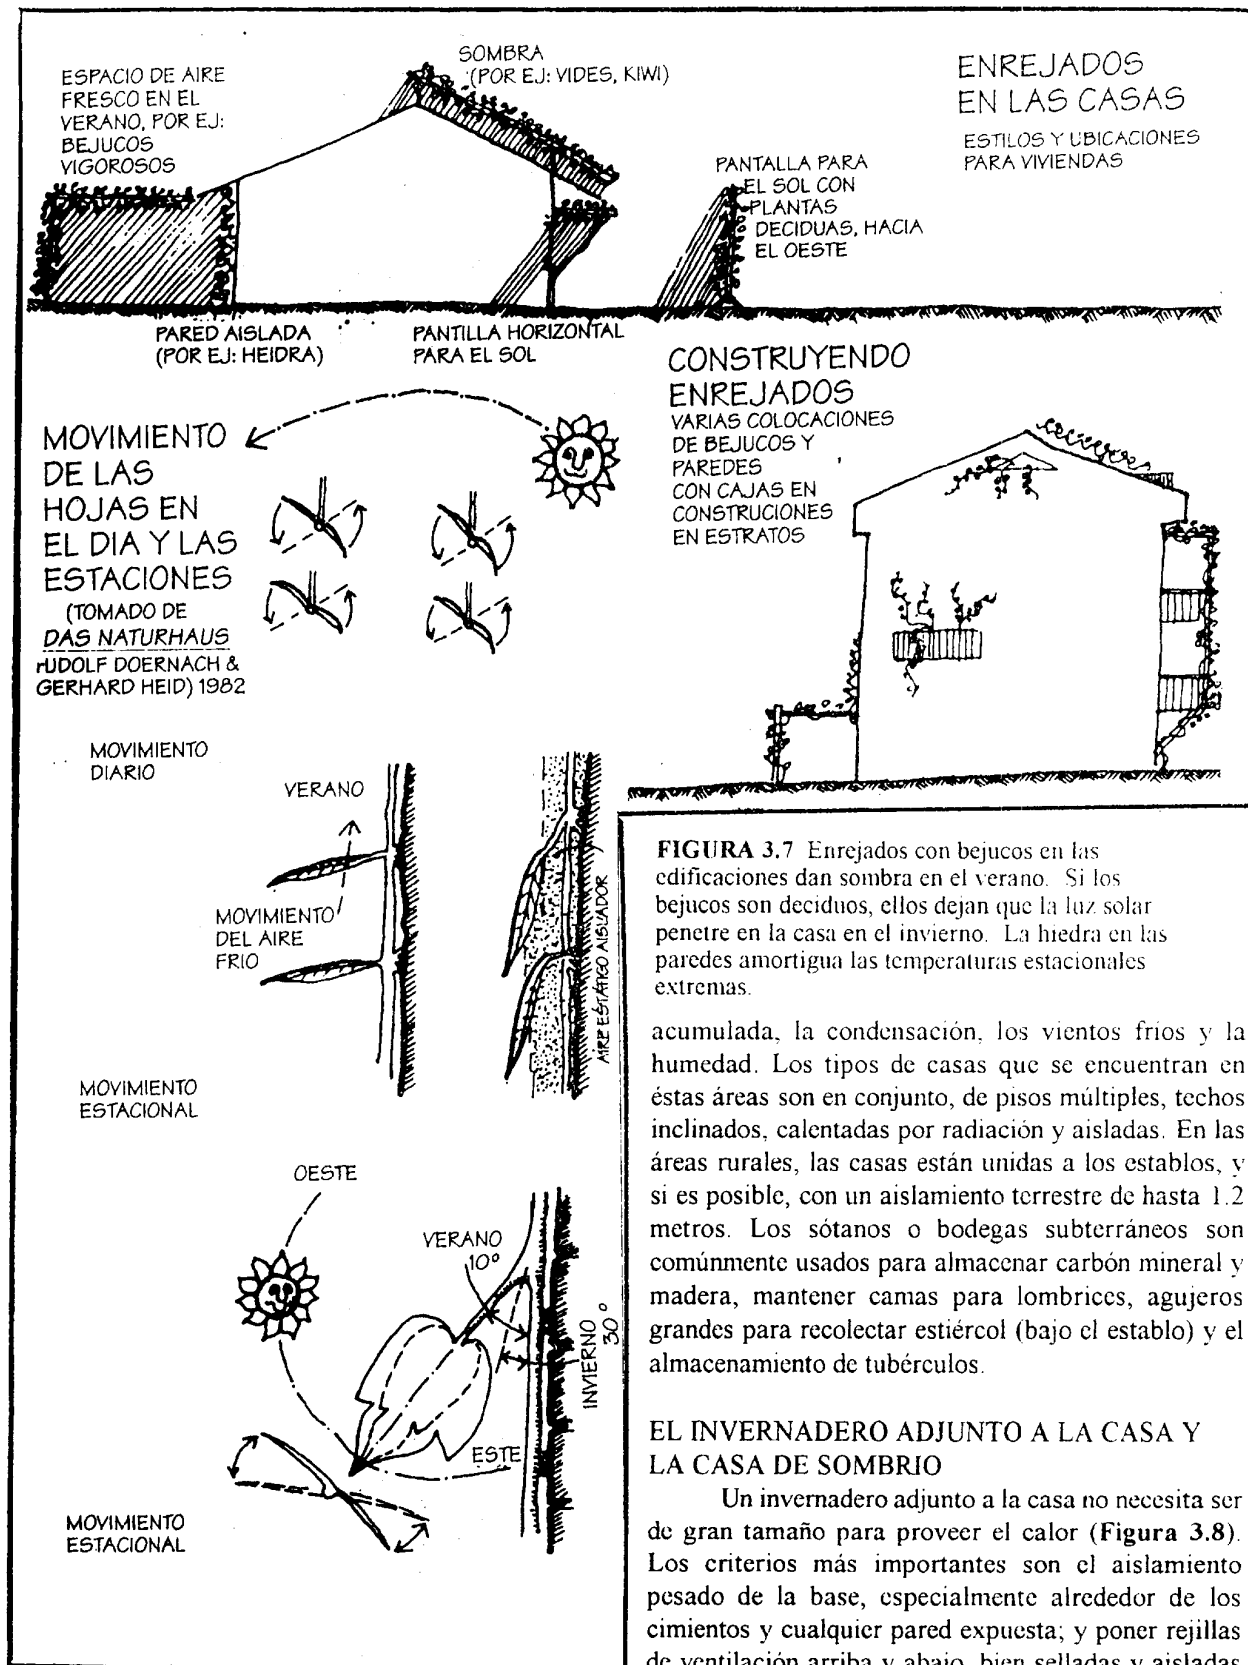 ESPACIO DE AIRE
FRESCO EN EL
VERANO, POR EJ:
BEJUCOS
VIGOROSOS
SOMBRA
(POR EJ: VIDES, KIWI)
ENREJADOS
EN LAS CASAS
ESTILOS Y UBICACIONES
PARA VIVIENDAS
PANTALLA PARA
EL SOL CON
PLANTAS
DECIDUAS, HACIA
EL OESTE
PARED AISLADA
(POR EJ: HEIDRA)
PANTILLA HORIZONTAL
PARA EL SOL
CONSTRUYENDO
ENREJADOS
VARIAS COLOCACIONES
DE BEJUCOS Y
PAREDES
CON CAJAS EN
CONSTRUCIONES
EN ESTRATOS
MOVIMIENTO
DE LAS
HOJAS EN
EL DIA Y LAS
ESTACIONES
(TOMADO DE
DAS NATURHAUS
rUDOLF DOERNACH &
GERHARD HEID) 1982
MOVIMIENTO
DIARIO
VERANO
MOVIMIENTO
DEL AIRE
FRIO
AIRE ESTÁTIGO AISLADOR
MOVIMIENTO
ESTACIONAL
OESTE
VERANO
10°
INVIERNO
30°
ESTE
MOVIMIENTO
ESTACIONAL
FIGURA 3.7 Enrejados con bejucos en las
edificaciones dan sombra en el verano. Si los
bejucos son deciduos, ellos dejan que la luz solar
penetre en la casa en el invierno. La hiedra en las
paredes amortigua las temperaturas estacionales
extremas.
acumulada, la condensación, los vientos frios y la
humedad. Los tipos de casas que se encuentran en
éstas áreas son en conjunto, de pisos múltiples, techos
inclinados, calentadas por radiación y aisladas. En las
áreas rurales, las casas están unidas a los establos, y
si es posible, con un aislamiento terrestre de hasta 1.2
metros. Los sótanos o bodegas subterráneos son
comúnmente usados para almacenar carbón mineral y
madera, mantener camas para lombrices, agujeros
grandes para recolectar estiércol (bajo el establo) y el
almacenamiento de tubérculos.
EL INVERNADERO ADJUNTO A LA CASA Y
LA CASA DE SOMBRIO
Un invernadero adjunto a la casa no necesita ser
de gran tamaño para proveer el calor (Figura 3.8).
Los criterios más importantes son el aislamiento
pesado de la base, especialmente alrededor de los
cimientos y cualquier pared expuesta; y poner rejillas
de ventilación arriba y abajo, bien selladas y aisladas